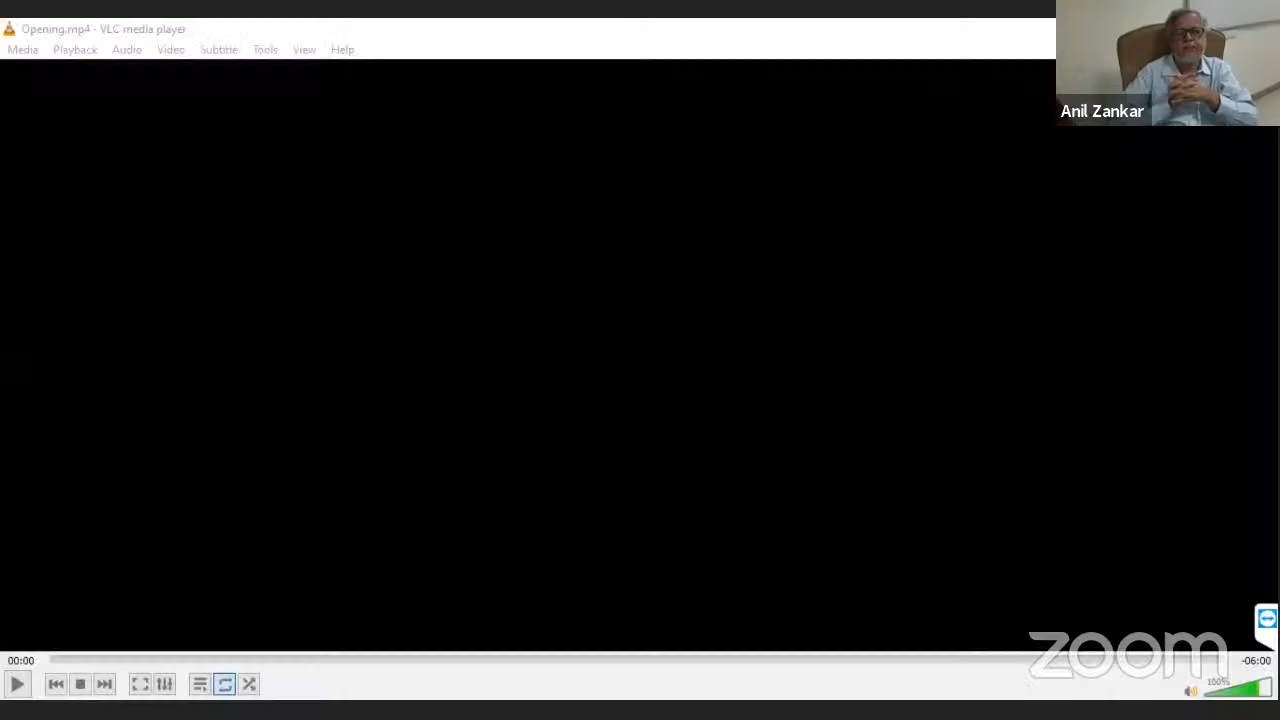 Opening.mp4 - VLC media player
Media Playback Audio Video Subtitle Tools View Help
Anil Zankar
zoom
00:00
-06:00
100%